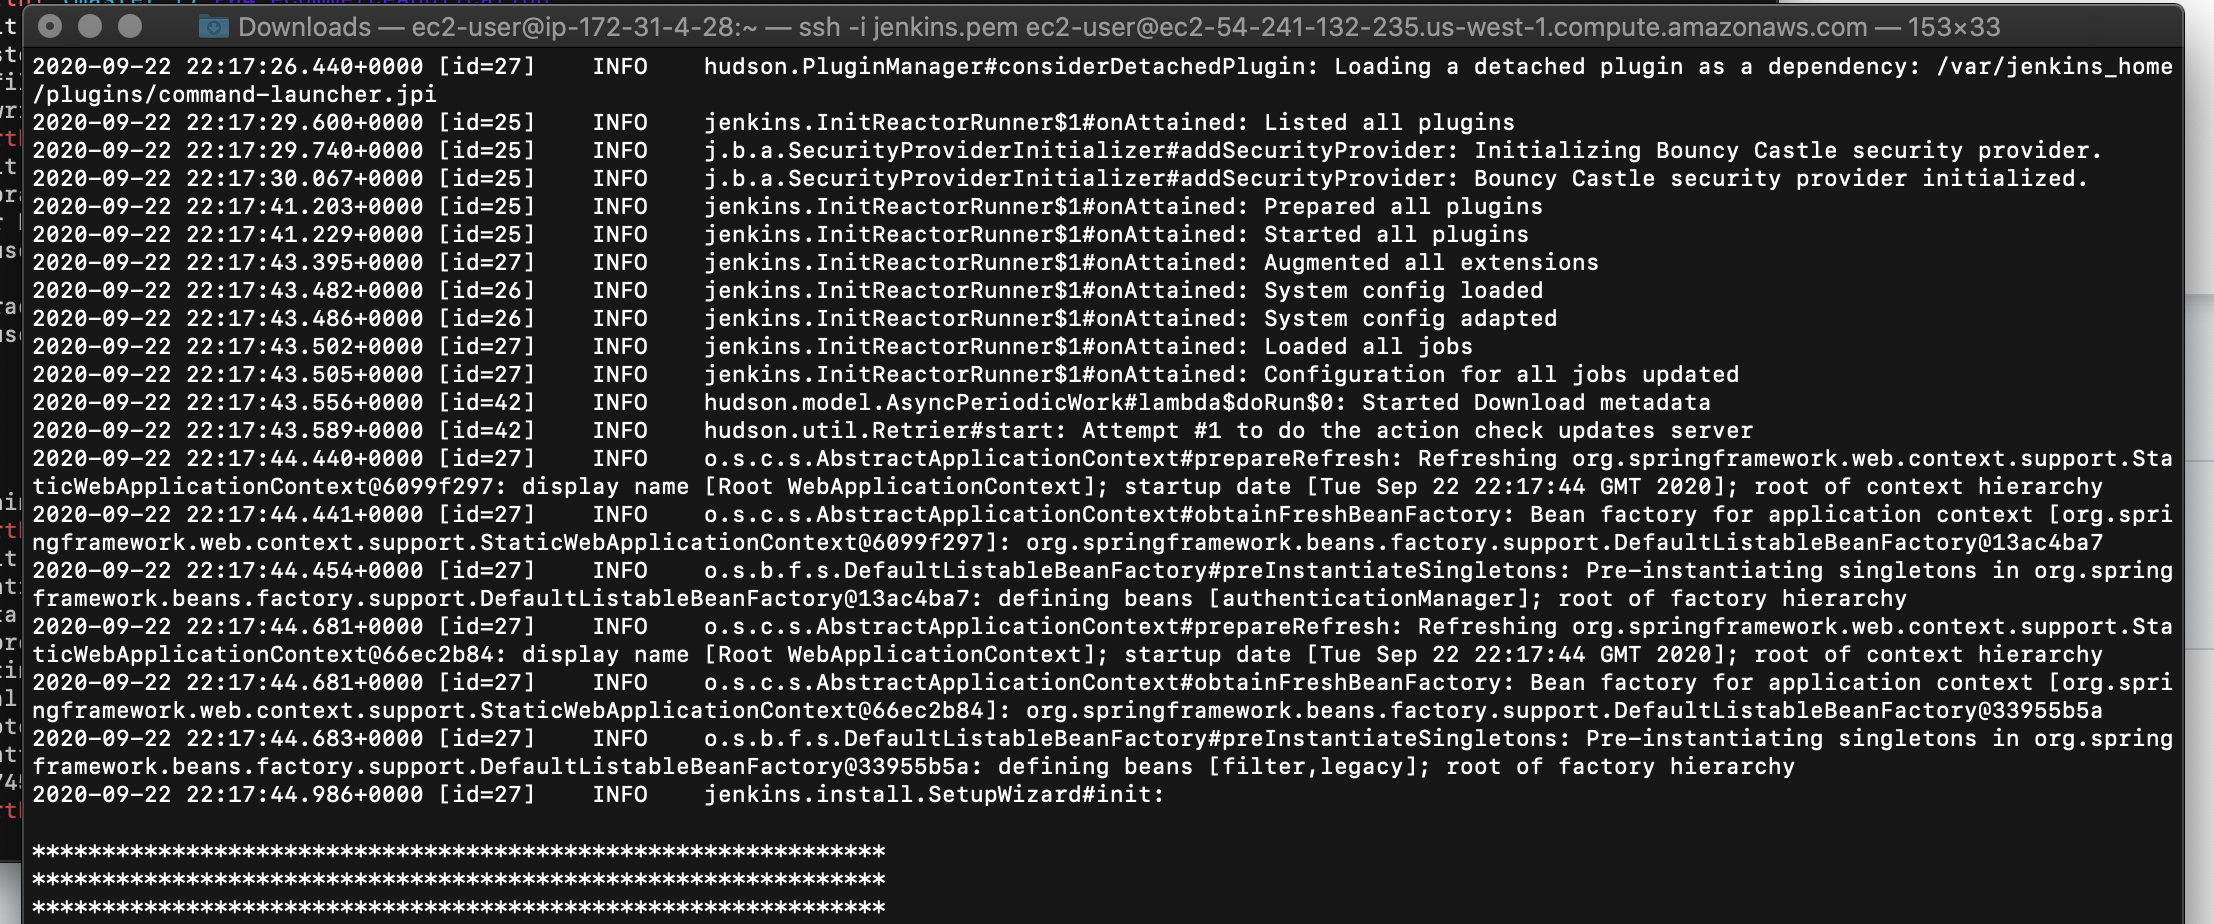 Downloads — ec2-user@ip-172-31-4-28:~ — ssh -i jenkins.pem ec2-user@ec2-54-241-132-235.us-west-1.compute.amazonaws.com — 153×33
2020-09-22 22:17:26.440+0000 [id=27]    INFO    hudson.PluginManager#considerDetachedPlugin: Loading a detached plugin as a dependency: /var/jenkins_home
/plugins/command-launcher.jpi
2020-09-22 22:17:29.600+0000 [id=25]    INFO    jenkins.InitReactorRunner$1#onAttained: Listed all plugins
2020-09-22 22:17:29.740+0000 [id=25]    INFO    j.b.a.SecurityProviderInitializer#addSecurityProvider: Initializing Bouncy Castle security provider.
2020-09-22 22:17:30.067+0000 [id=25]    INFO    j.b.a.SecurityProviderInitializer#addSecurityProvider: Bouncy Castle security provider initialized.
2020-09-22 22:17:41.203+0000 [id=25]    INFO    jenkins.InitReactorRunner$1#onAttained: Prepared all plugins
2020-09-22 22:17:41.229+0000 [id=25]    INFO    jenkins.InitReactorRunner$1#onAttained: Started all plugins
2020-09-22 22:17:43.395+0000 [id=27]    INFO    jenkins.InitReactorRunner$1#onAttained: Augmented all extensions
2020-09-22 22:17:43.482+0000 [id=26]    INFO    jenkins.InitReactorRunner$1#onAttained: System config loaded
2020-09-22 22:17:43.486+0000 [id=26]    INFO    jenkins.InitReactorRunner$1#onAttained: System config adapted
2020-09-22 22:17:43.502+0000 [id=27]    INFO    jenkins.InitReactorRunner$1#onAttained: Loaded all jobs
2020-09-22 22:17:43.505+0000 [id=27]    INFO    jenkins.InitReactorRunner$1#onAttained: Configuration for all jobs updated
2020-09-22 22:17:43.556+0000 [id=42]    INFO    hudson.model.AsyncPeriodicWork#lambda$doRun$0: Started Download metadata
2020-09-22 22:17:43.589+0000 [id=42]    INFO    hudson.util.Retrier#start: Attempt #1 to do the action check updates server
2020-09-22 22:17:44.440+0000 [id=27]    INFO    o.s.c.s.AbstractApplicationContext#prepareRefresh: Refreshing org.springframework.web.context.support.Sta
ticWebApplicationContext@6099f297: display name [Root WebApplicationContext]; startup date [Tue Sep 22 22:17:44 GMT 2020]; root of context hierarchy
2020-09-22 22:17:44.441+0000 [id=27]    INFO    o.s.c.s.AbstractApplicationContext#obtainFreshBeanFactory: Bean factory for application context [org.spri
ngframework.web.context.support.StaticWebApplicationContext@6099f297]: org.springframework.beans.factory.support.DefaultListableBeanFactory@13ac4ba7
2020-09-22 22:17:44.454+0000 [id=27]    INFO    o.s.b.f.s.DefaultListableBeanFactory#preInstantiateSingletons: Pre-instantiating singletons in org.spring
framework.beans.factory.support.DefaultListableBeanFactory@13ac4ba7: defining beans [authenticationManager]; root of factory hierarchy
2020-09-22 22:17:44.681+0000 [id=27]    INFO    o.s.c.s.AbstractApplicationContext#prepareRefresh: Refreshing org.springframework.web.context.support.Sta
ticWebApplicationContext@66ec2b84: display name [Root WebApplicationContext]; startup date [Tue Sep 22 22:17:44 GMT 2020]; root of context hierarchy
2020-09-22 22:17:44.681+0000 [id=27]    INFO    o.s.c.s.AbstractApplicationContext#obtainFreshBeanFactory: Bean factory for application context [org.spri
ngframework.web.context.support.StaticWebApplicationContext@66ec2b84]: org.springframework.beans.factory.support.DefaultListableBeanFactory@33955b5a
2020-09-22 22:17:44.683+0000 [id=27]    INFO    o.s.b.f.s.DefaultListableBeanFactory#preInstantiateSingletons: Pre-instantiating singletons in org.spring
framework.beans.factory.support.DefaultListableBeanFactory@33955b5a: defining beans [filter,legacy]; root of factory hierarchy
2020-09-22 22:17:44.986+0000 [id=27]    INFO    jenkins.install.SetupWizard#init:
*************************************************************
*************************************************************
*************************************************************